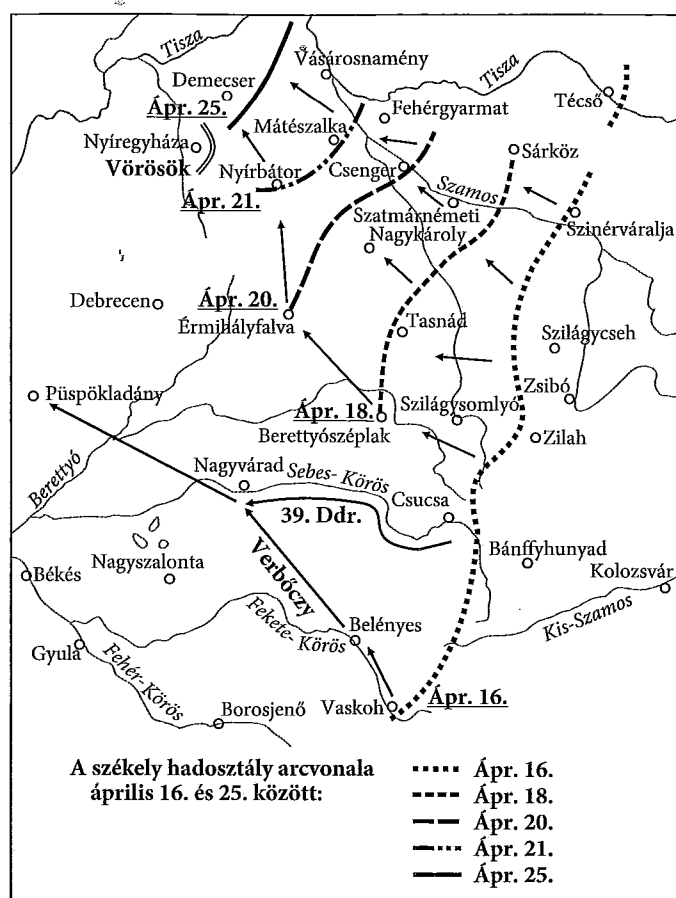 Tisza
Vásárosnamény
Demecser
Tisza
Técső
Ápr. 25.
Fehérgyarmat
Mátészalka
Nyíregyháza
Vörösök
Sárköz
Nyírbátor
Csenger
Ápr. 21.
Szamos
Szatmárnémeti
Nagykároly
Szinérváralja
Ápr. 20.
Debrecen
Érmihályfalva
Tasnád
Szilágycseh
Zsibó
Püspökladány
Ápr. 18.
Szilágysomlyó
Berettyószéplak
Zilah
Berettyó
Nagyvárad
Sebes-Körös
39. Ddr.
Csucsa
Bánffyhunyad
Nagyszalonta
Békés
Verbőczy
Kolozsvár
Fekete-Körös
Belényes
Kis-Szamos
Gyula
Fehér-Körös
Vaskoh
Ápr. 16.
Borosjenő
A székely hadosztály arcvonala
április 16. és 25. között:
Ápr. 16.
Ápr. 18.
Ápr. 20.
Ápr. 21.
Ápr. 25.